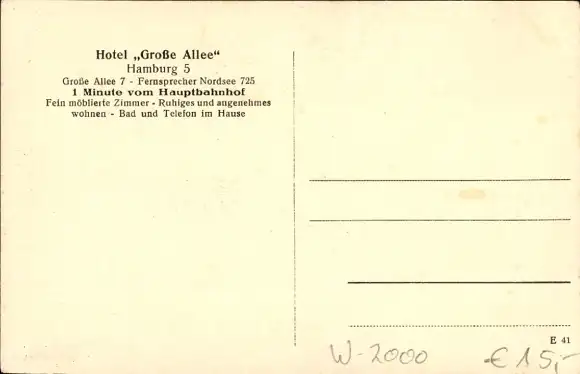 Hotel „Große Allee“
Hamburg 5
Große Allee 7 - Fernsprecher Nordsee 725
1 Minute vom Hauptbahnhof
Fein möblierte Zimmer - Ruhiges und angenehmes
wohnen - Bad und Telefon im Hause
E 41
W-2000
€ 15,-